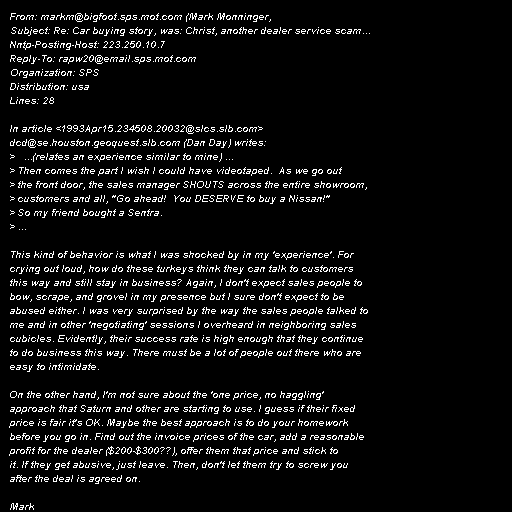 From: markm@bigfoot.sps.mot.com (Mark Monninger,
Subject: Re: Car buying story, was: Christ, another dealer service scam...
Nntp-Posting-Host: 223.250.10.7
Reply-To: rapw20@email.sps.mot.com
Organization: SPS
Distribution: usa
Lines: 28

In article <1993Apr15.234508.20032@slcs.slb.com>
dcd@se.houston.geoquest.slb.com (Dan Day) writes:
>   ...(relates an experience similar to mine) ...
> Then comes the part I wish I could have videotaped.  As we go out
> the front door, the sales manager SHOUTS across the entire showroom,
> customers and all, "Go ahead!  You DESERVE to buy a Nissan!"
> So my friend bought a Sentra.
> ...

This kind of behavior is what I was shocked by in my 'experience'. For
crying out loud, how do these turkeys think they can talk to customers
this way and still stay in business? Again, I don't expect sales people to
bow, scrape, and grovel in my presence but I sure don't expect to be
abused either. I was very surprised by the way the sales people talked to
me and in other 'negotiating' sessions I overheard in neighboring sales
cubicles. Evidently, their success rate is high enough that they continue
to do business this way. There must be a lot of people out there who are
easy to intimidate.

On the other hand, I'm not sure about the 'one price, no haggling'
approach that Saturn and other are starting to use. I guess if their fixed
price is fair it's OK. Maybe the best approach is to do your homework
before you go in. Find out the invoice prices of the car, add a reasonable
profit for the dealer ($200-$300??), offer them that price and stick to
it. If they get abusive, just leave. Then, don't let them try to screw you
after the deal is agreed on.

Mark